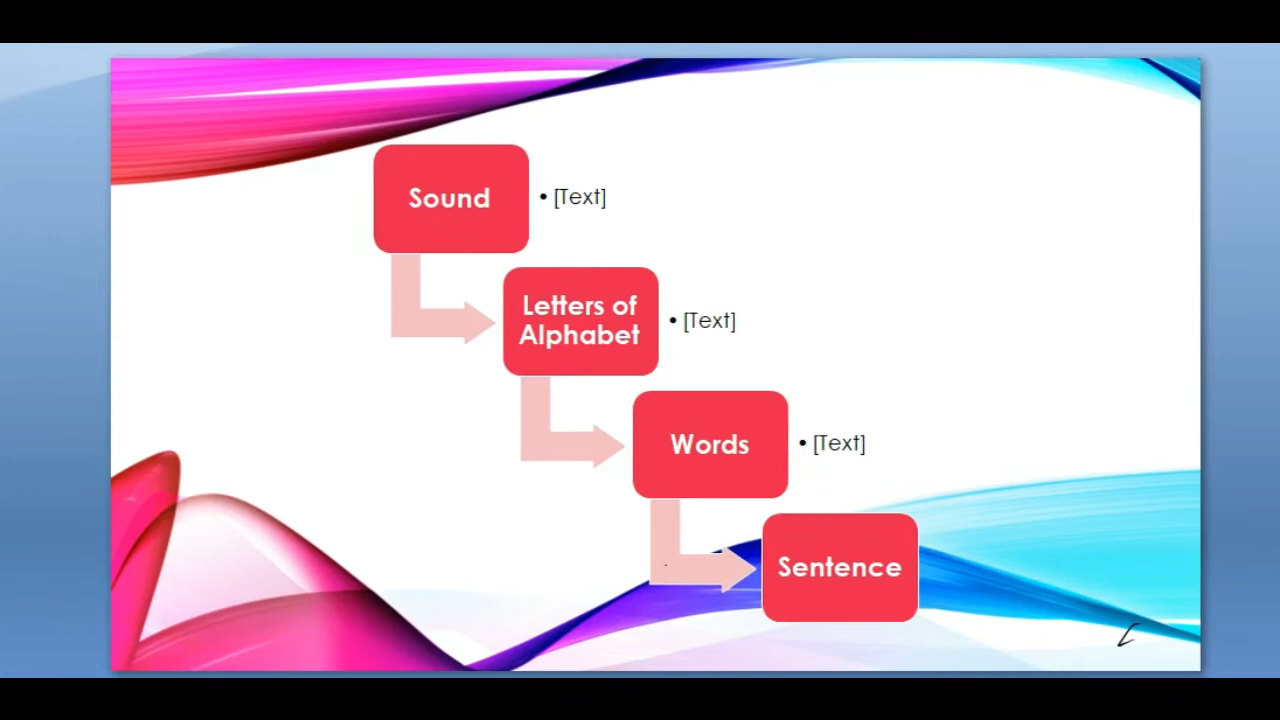 Sound
• [Text]
Letters of
Alphabet
• [Text]
Words
• [Text]
Sentence